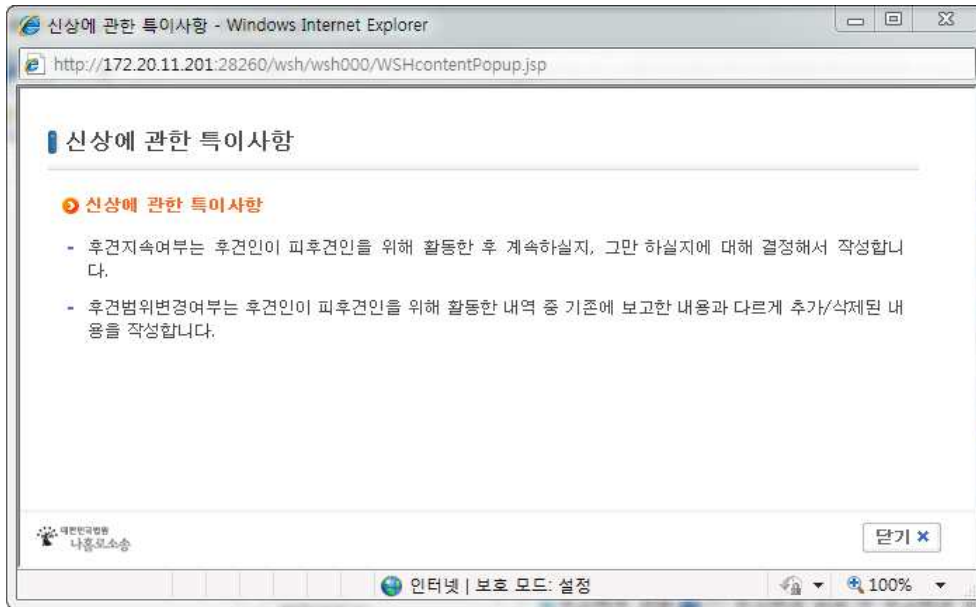 신상에 관한 특이사항 - Windows Internet Explorer
http://172.20.11.201:28260/wsh/wsh000/WSHcontentPopup.jsp
신상에 관한 특이사항
신상에 관한 특이사항
- 후견지속여부는 후견인이 피후견인을 위해 활동한 후 계속하실지, 그만 하실지에 대해 결정해서 작성합니
다.
- 후견범위변경여부는 후견인이 피후견인을 위해 활동한 내역 중 기존에 보고한 내용과 다르게 추가/삭제된 내
용을 작성합니다.
대한민국법원
나홀로소송
닫기
인터넷 | 보호 모드: 설정
100%